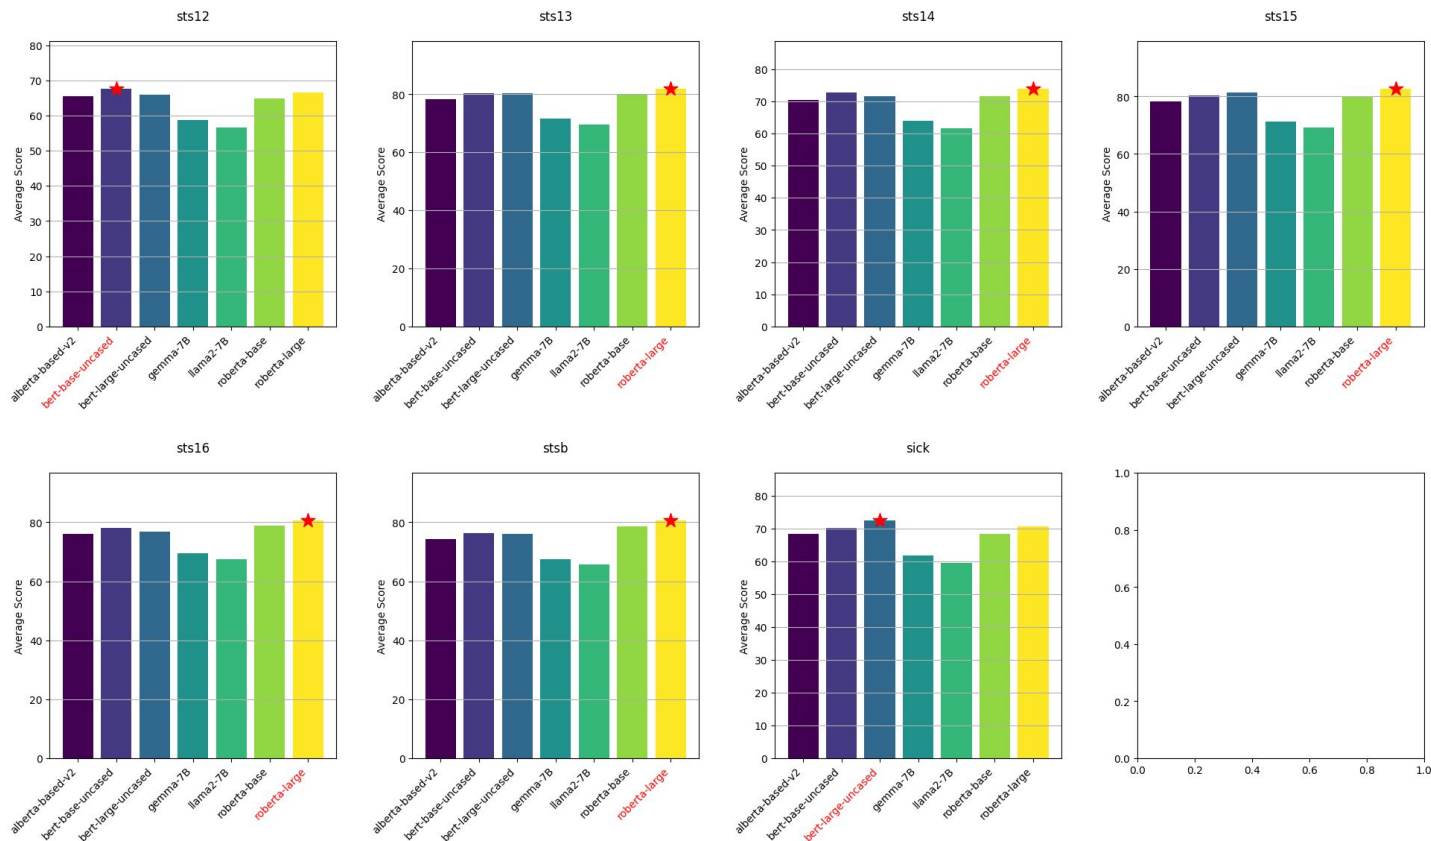 sts12
sts13
sts14
sts15
80
70
60
50
40
30
20
10
0
Average Score
alberta-based-v2
bert-base-uncased
bert-large-uncased
gemma-7B
llama2-7B
roberta-base
roberta-large
80
60
40
20
0
Average Score
alberta-based-v2
bert-base-uncased
bert-large-uncased
gemma-7B
llama2-7B
roberta-base
roberta-large
80
70
60
50
40
30
20
10
0
Average Score
alberta-based-v2
bert-base-uncased
bert-large-uncased
gemma-7B
llama2-7B
roberta-base
roberta-large
80
60
40
20
0
Average Score
alberta-based-v2
bert-base-uncased
bert-large-uncased
gemma-7B
llama2-7B
roberta-base
roberta-large
sts16
stsb
sick
80
60
40
20
0
Average Score
alberta-based-v2
bert-base-uncased
bert-large-uncased
gemma-7B
llama2-7B
roberta-base
roberta-large
80
60
40
20
0
Average Score
alberta-based-v2
bert-base-uncased
bert-large-uncased
gemma-7B
llama2-7B
roberta-base
roberta-large
80
70
60
50
40
30
20
10
0
Average Score
alberta-based-v2
bert-base-uncased
bert-large-uncased
gemma-7B
llama2-7B
roberta-base
roberta-large
1.0
0.8
0.6
0.4
0.2
0.0
0.0 0.2 0.4 0.6 0.8 1.0